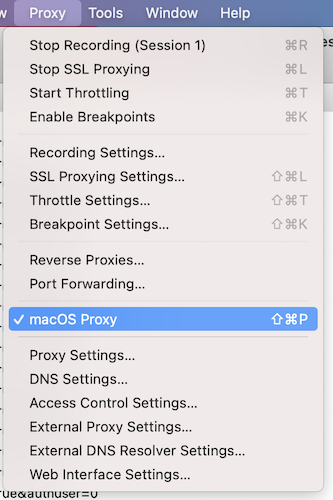 w Proxy Tools Window Help
Stop Recording (Session 1) ⌘R
Stop SSL Proxying ⌘L
Start Throttling ⌘T
Enable Breakpoints ⌘K
Recording Settings...
SSL Proxying Settings... ⇧⌘L
Throttle Settings... ⇧⌘T
Breakpoint Settings... ⇧⌘K
Reverse Proxies...
Port Forwarding...
✓ macOS Proxy ⇧⌘P
Proxy Settings...
DNS Settings...
Access Control Settings...
External Proxy Settings...
External DNS Resolver Settings...
Web Interface Settings...
rue&authuser=0